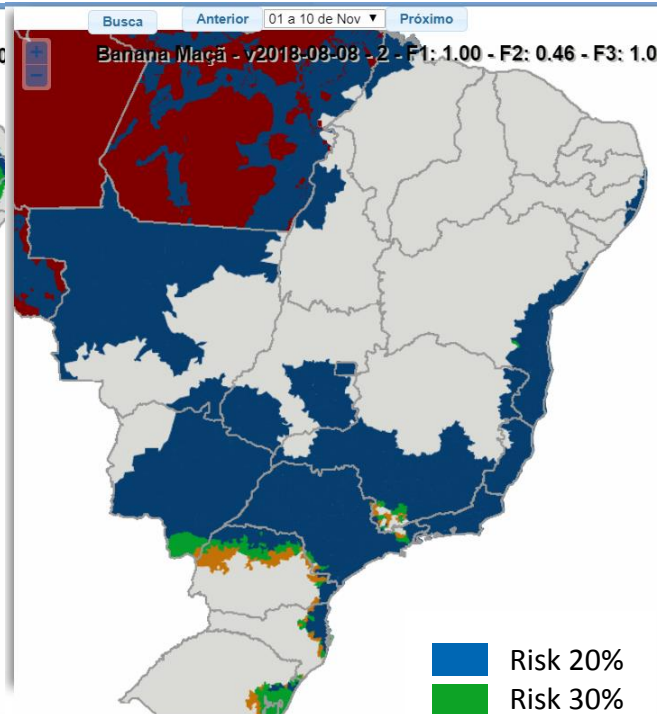 Busca Anterior 01 a 10 de Nov ▼ Próximo
+
Banana Maçã - v2018-08-08 - 2 - F1: 1.00 - F2: 0.46 - F3: 1.0
−
Risk 20%
Risk 30%